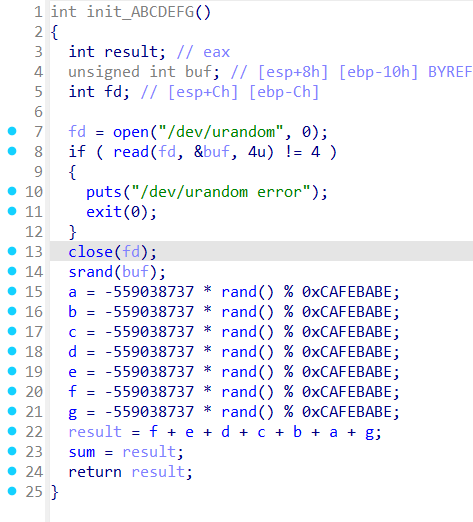 1 int init_ABCDEFG()
2 {
3 int result; // eax
4 unsigned int buf; // [esp+8h] [ebp-10h] BYREF
5 int fd; // [esp+Ch] [ebp-Ch]
6
7 fd = open("/dev/urandom", 0);
8 if ( read(fd, &buf, 4u) != 4 )
9 {
10 puts("/dev/urandom error");
11 exit(0);
12 }
13 close(fd);
14 srand(buf);
15 a = -559038737 * rand() % 0xCAFEBABE;
16 b = -559038737 * rand() % 0xCAFEBABE;
17 c = -559038737 * rand() % 0xCAFEBABE;
18 d = -559038737 * rand() % 0xCAFEBABE;
19 e = -559038737 * rand() % 0xCAFEBABE;
20 f = -559038737 * rand() % 0xCAFEBABE;
21 g = -559038737 * rand() % 0xCAFEBABE;
22 result = f + e + d + c + b + a + g;
23 sum = result;
24 return result;
25 }